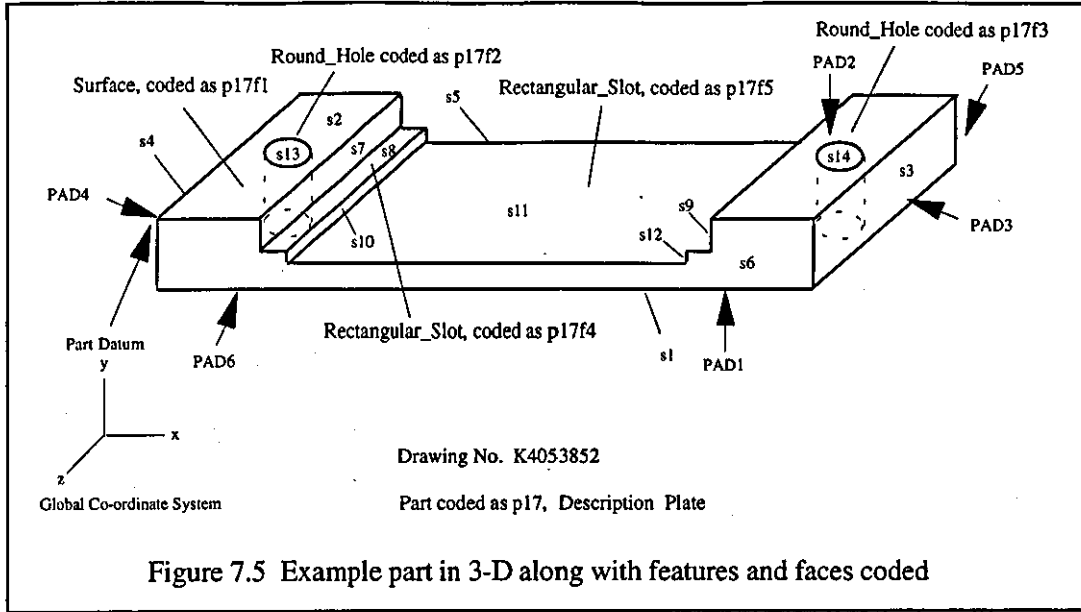 Round_Hole coded as p17f3
Round_Hole coded as p17f2
PAD2
PAD5
Surface, coded as p17f1
s5
Rectangular_Slot, coded as p17f5
s2
s4
s13
s7
s8
s14
s3
PAD4
s9
s11
PAD3
s10
s12
s6
Rectangular_Slot, coded as p17f4
Part Datum
PAD6
s1
PAD1
y
x
z
Drawing No. K4053852
Global Co-ordinate System
Part coded as p17, Description Plate
Figure 7.5 Example part in 3-D along with features and faces coded